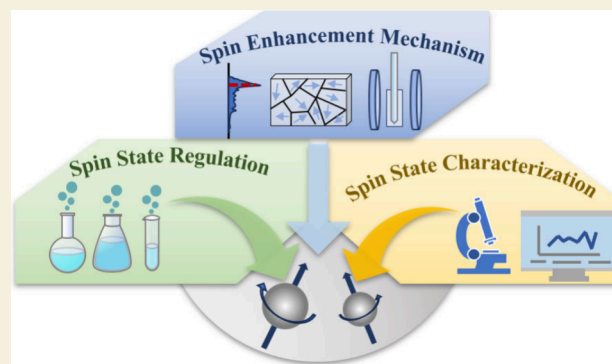 Spin Enhancement Mechanism
Spin State Regulation
Spin State Characterization